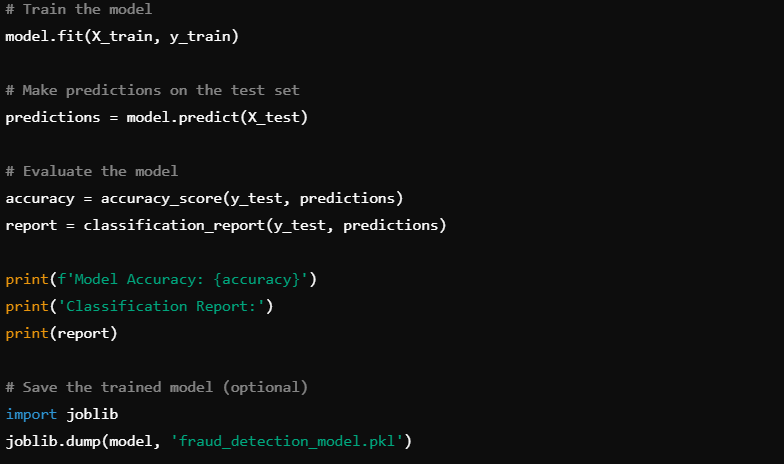 # Train the model
model.fit(X_train, y_train)
# Make predictions on the test set
predictions = model.predict(X_test)
# Evaluate the model
accuracy = accuracy_score(y_test, predictions)
report = classification_report(y_test, predictions)
print(f'Model Accuracy: {accuracy}')
print('Classification Report:')
print(report)
# Save the trained model (optional)
import joblib
joblib.dump(model, 'fraud_detection_model.pkl')